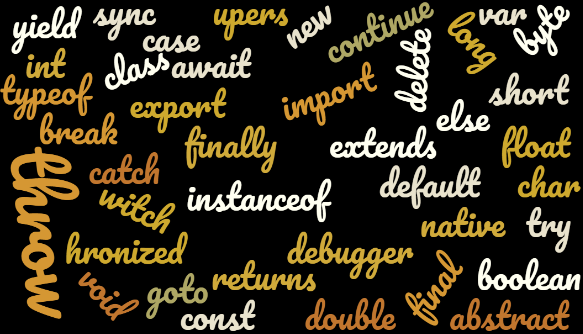 yield
sync
upers
new
continue
var
byte
case
long
int
class
await
delete
typeof
export
import
short
break
finally
extends
else
float
throw
catch
witch
instanceof
default
char
native
try
hronized
debugger
void
goto
returns
final
boolean
const
double
abstract